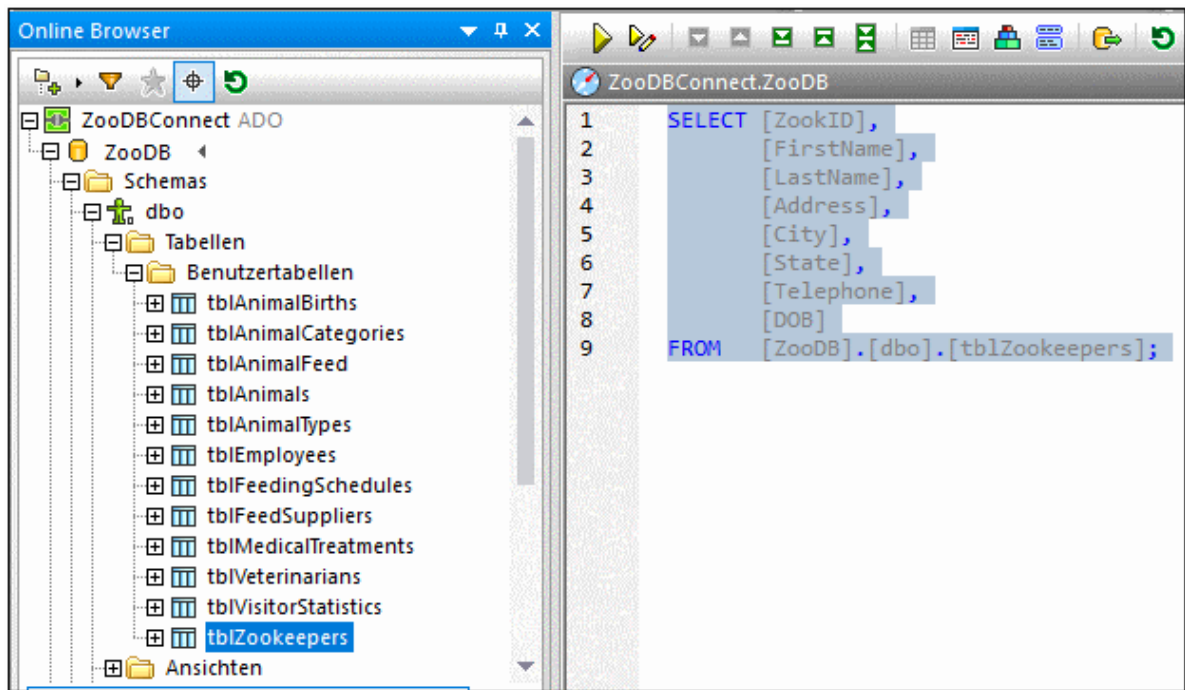 Online Browser
ZooDBConnect ADO
ZooDB
Schemas
dbo
Tabellen
Benutzertabellen
tblAnimalBirths
tblAnimalCategories
tblAnimalFeed
tblAnimals
tblAnimalTypes
tblEmployees
tblFeedingSchedules
tblFeedSuppliers
tblMedicalTreatments
tblVeterinarians
tblVisitorStatistics
tblZookeepers
Ansichten
ZooDBConnect.ZooDB
1 SELECT [ZookID],
2 [FirstName],
3 [LastName],
4 [Address],
5 [City],
6 [State],
7 [Telephone],
8 [DOB]
9 FROM [ZooDB].[dbo].[tblZookeepers];